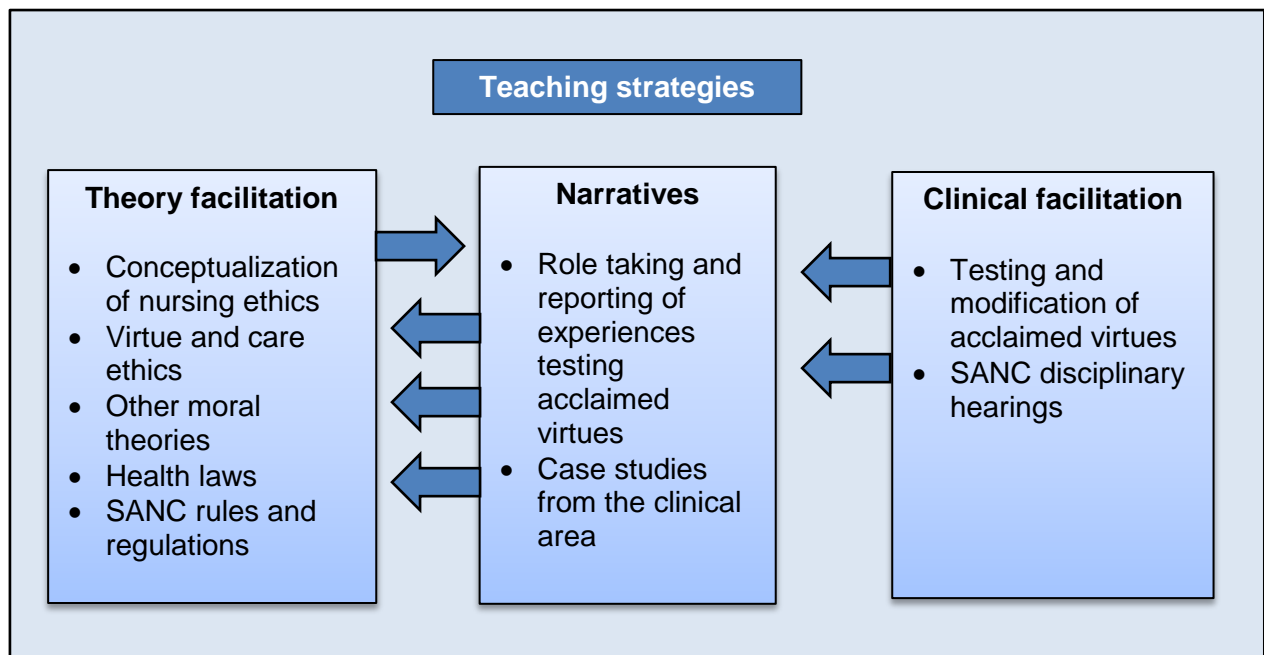 Teaching strategies
Theory facilitation
• Conceptualization
of nursing ethics
• Virtue and care
ethics
• Other moral
theories
• Health laws
• SANC rules and
regulations
Narratives
• Role taking and
reporting of
experiences
testing
acclaimed
virtues
• Case studies
from the clinical
area
Clinical facilitation
• Testing and
modification of
acclaimed virtues
• SANC disciplinary
hearings